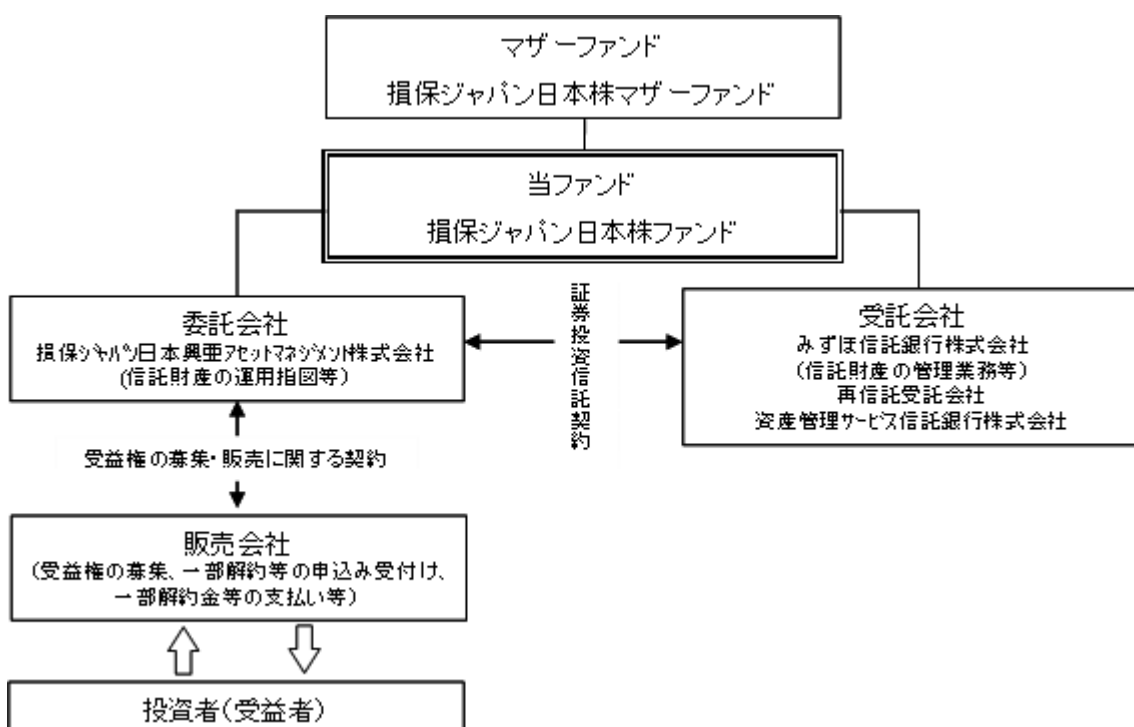 マザーファンド
損保ジャパン日本株マザーファンド
当ファンド
損保ジャパン日本株ファンド
委託会社
損保ジャパン日本興亜アセットマネジメント株式会社
(信託財産の運用指図等)
証券投資信託契約
受託会社
みずほ信託銀行株式会社
(信託財産の管理業務等)
再信託受託会社
資産管理サービス信託銀行株式会社
受益権の募集・販売に関する契約
販売会社
(受益権の募集、一部解約等の申込み受付け、
一部解約金等の支払い等)
投資者(受益者)